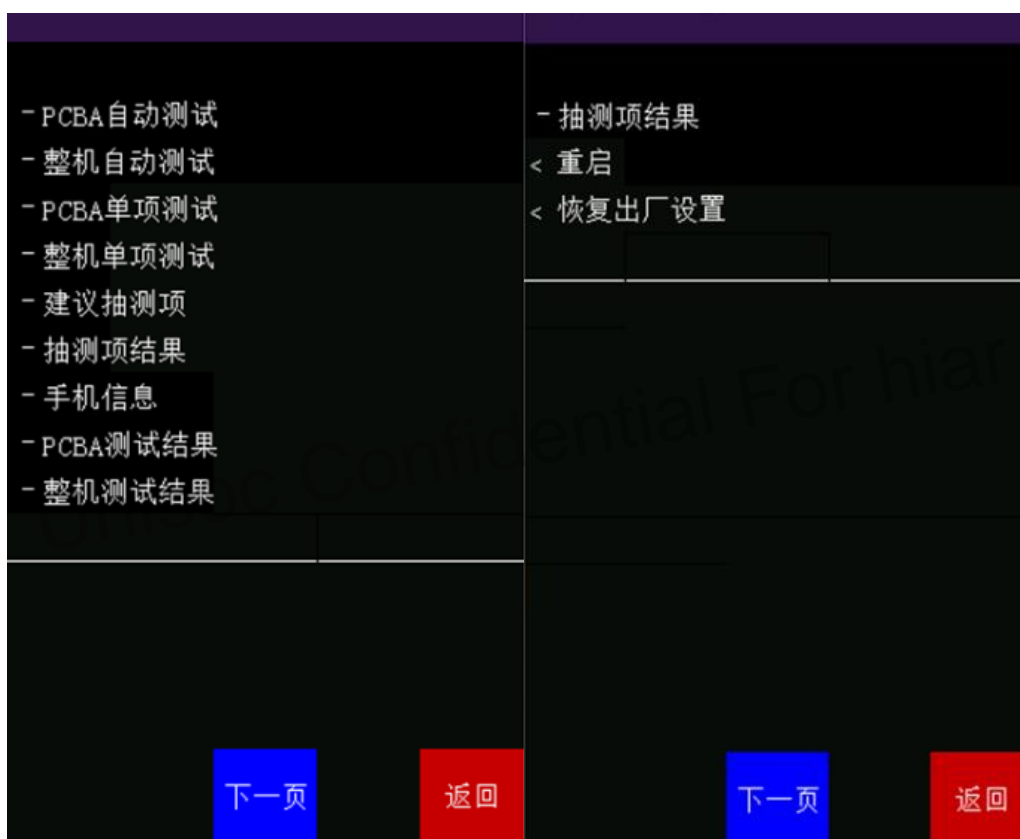 - PCBA自动测试
- 整机自动测试
- PCBA单项测试
- 整机单项测试
- 建议抽测项
- 抽测项结果
- 手机信息
- PCBA测试结果
- 整机测试结果
下一页
返回
- 抽测项结果
< 重启
< 恢复出厂设置
下一页
返回
Unisoc Confidential For hiar